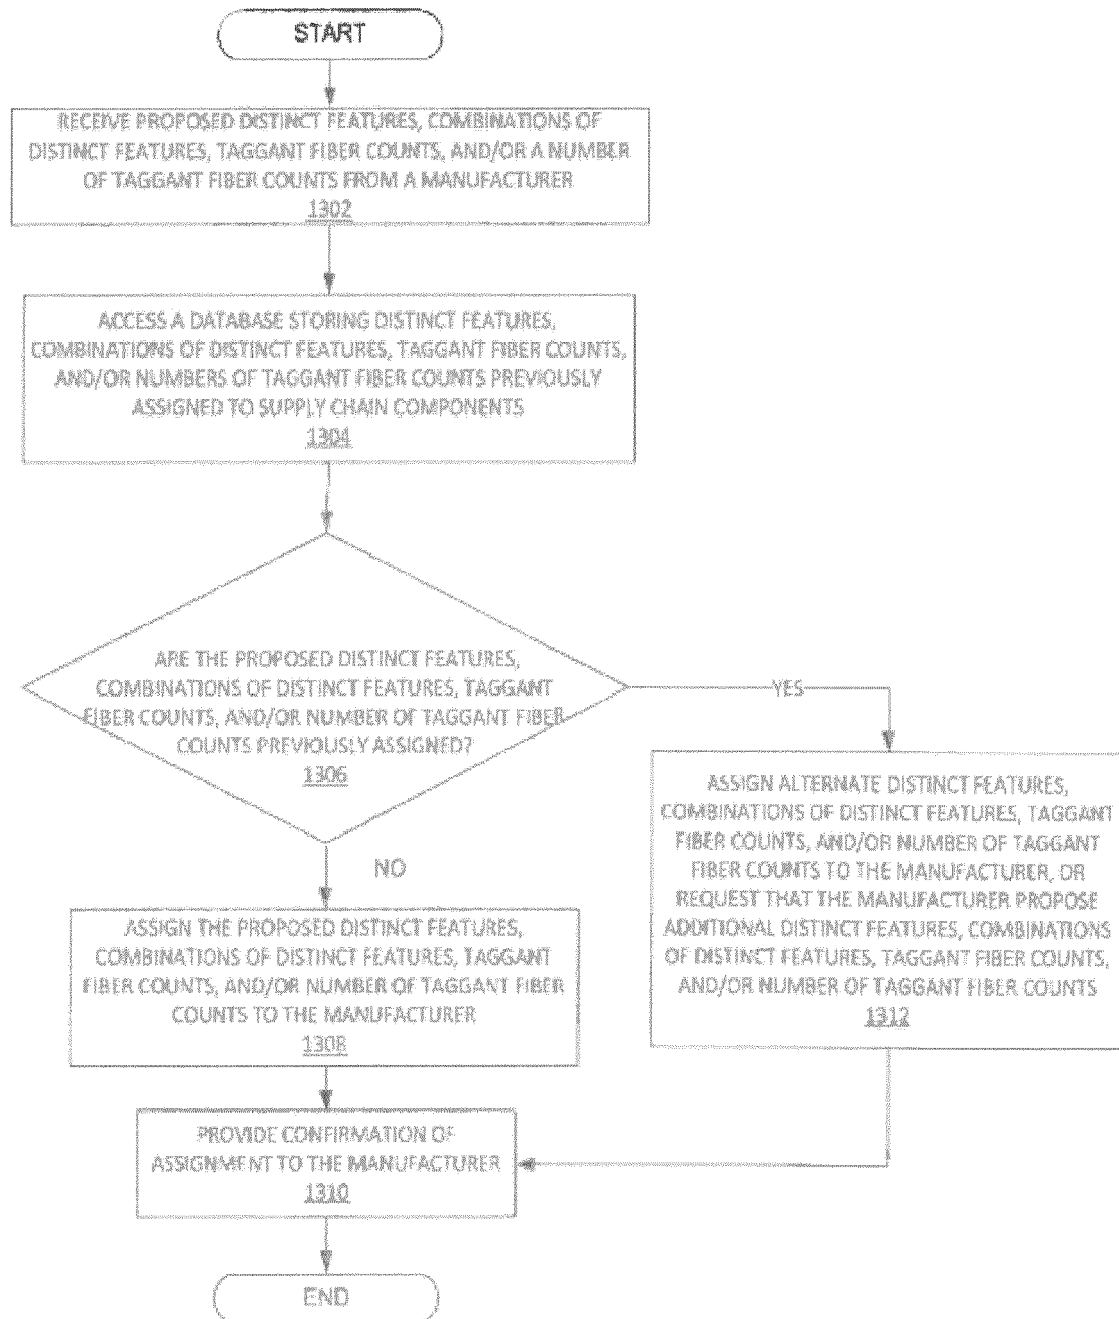 START
RECEIVE PROPOSED DISTINCT FEATURES, COMBINATIONS OF
DISTINCT FEATURES, TAGGANT FIBER COUNTS, AND/OR A NUMBER
OF TAGGANT FIBER COUNTS FROM A MANUFACTURER
1302
ACCESS A DATABASE STORING DISTINCT FEATURES,
COMBINATIONS OF DISTINCT FEATURES, TAGGANT FIBER COUNTS,
AND/OR NUMBERS OF TAGGANT FIBER COUNTS PREVIOUSLY
ASSIGNED TO SUPPLY CHAIN COMPONENTS
1304
ARE THE PROPOSED DISTINCT FEATURES,
COMBINATIONS OF DISTINCT FEATURES, TAGGANT
FIBER COUNTS, AND/OR NUMBER OF TAGGANT FIBER
COUNTS PREVIOUSLY ASSIGNED?
1306
YES
NO
ASSIGN THE PROPOSED DISTINCT FEATURES,
COMBINATIONS OF DISTINCT FEATURES, TAGGANT
FIBER COUNTS, AND/OR NUMBER OF TAGGANT FIBER
COUNTS TO THE MANUFACTURER
1308
ASSIGN ALTERNATE DISTINCT FEATURES,
COMBINATIONS OF DISTINCT FEATURES, TAGGANT
FIBER COUNTS, AND/OR NUMBER OF TAGGANT
FIBER COUNTS TO THE MANUFACTURER, OR
REQUEST THAT THE MANUFACTURER PROPOSE
ADDITIONAL DISTINCT FEATURES, COMBINATIONS
OF DISTINCT FEATURES, TAGGANT FIBER COUNTS,
AND/OR NUMBER OF TAGGANT FIBER COUNTS
1312
PROVIDE CONFIRMATION OF
ASSIGNMENT TO THE MANUFACTURER
1310
END